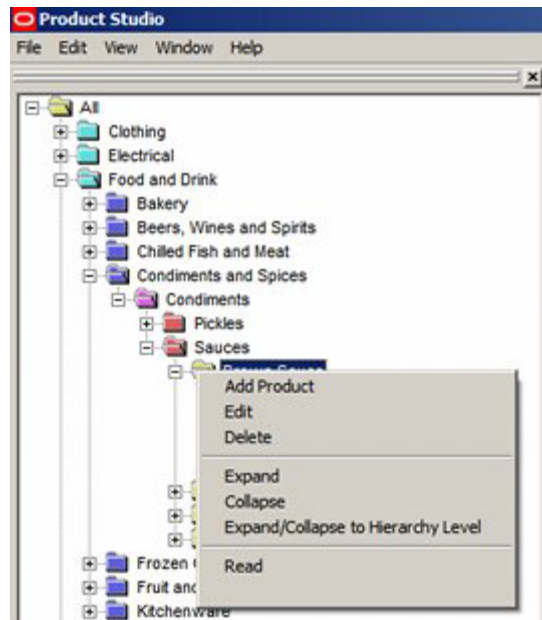 Product Studio
File Edit View Window Help
All
Clothing
Electrical
Food and Drink
Bakery
Beers, Wines and Spirits
Chilled Fish and Meat
Condiments and Spices
Condiments
Pickles
Sauces
Brown Sauce
Add Product
Edit
Delete
Expand
Collapse
Expand/Collapse to Hierarchy Level
Read
Frozen
Fruit and
Kitchenware